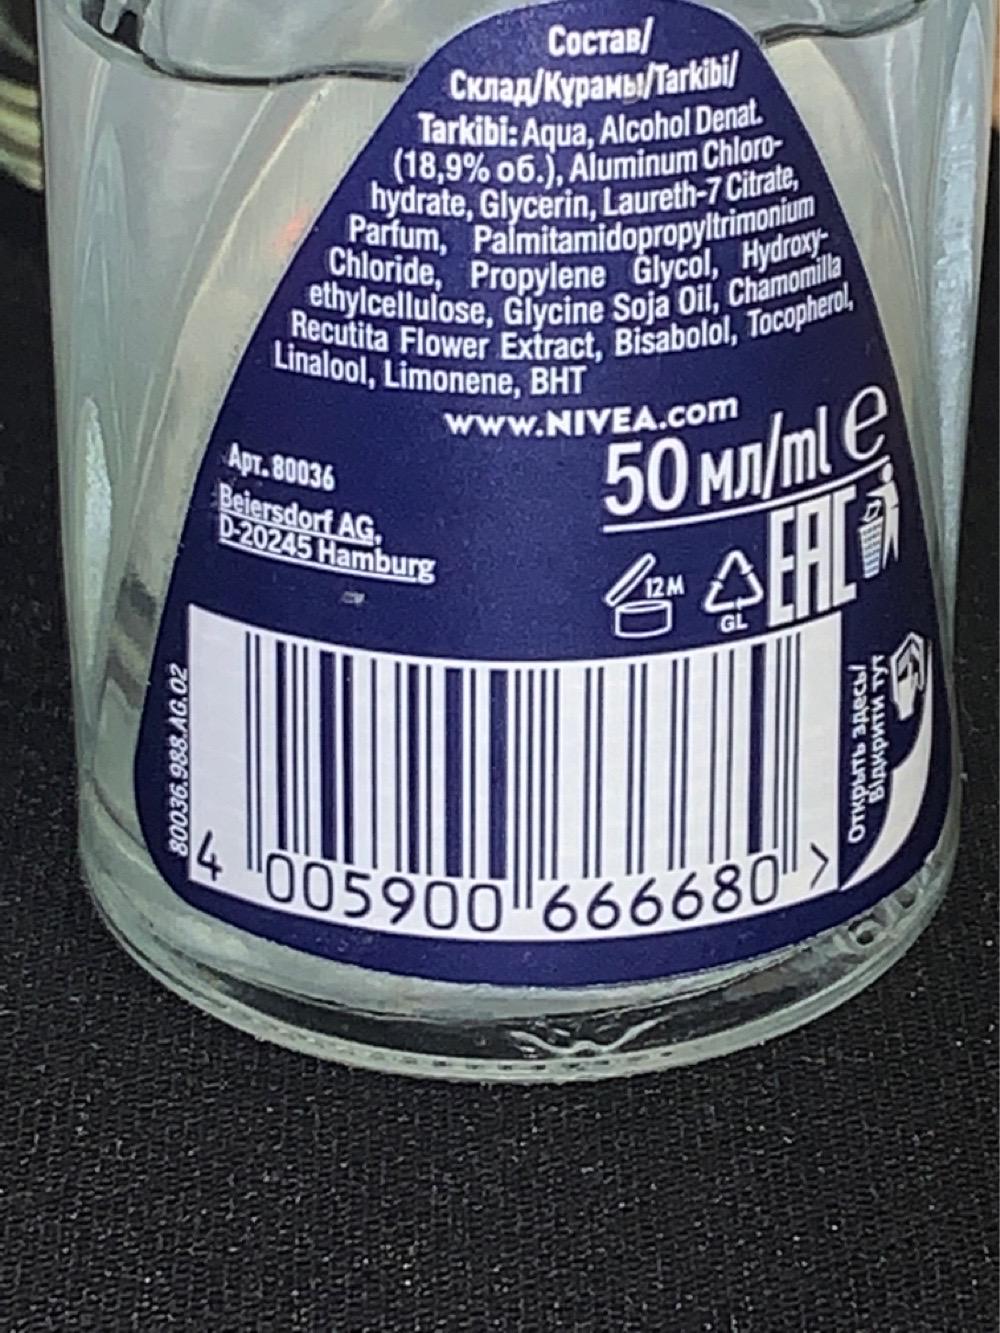 Состав/
Склад/Құрамы/Tarkibi/
Tarkibi: Aqua, Alcohol Denat.
(18,9% об.), Aluminum Chloro-
hydrate, Glycerin, Laureth-7 Citrate,
Parfum, Palmitamidopropyltrimonium
Chloride, Propylene Glycol, Hydroxy-
ethylcellulose, Glycine Soja Oil, Chamomilla
Recutita Flower Extract, Bisabolol, Tocopherol,
Linalool, Limonene, BHT
www.NIVEA.com
50 мл/ml e
Арт. 80036
Beiersdorf AG,
D-20245 Hamburg
12M
GL
EAC
80036.988.AG.02
Открыть здесь/
Відкрити тут
4 005900 666680 >